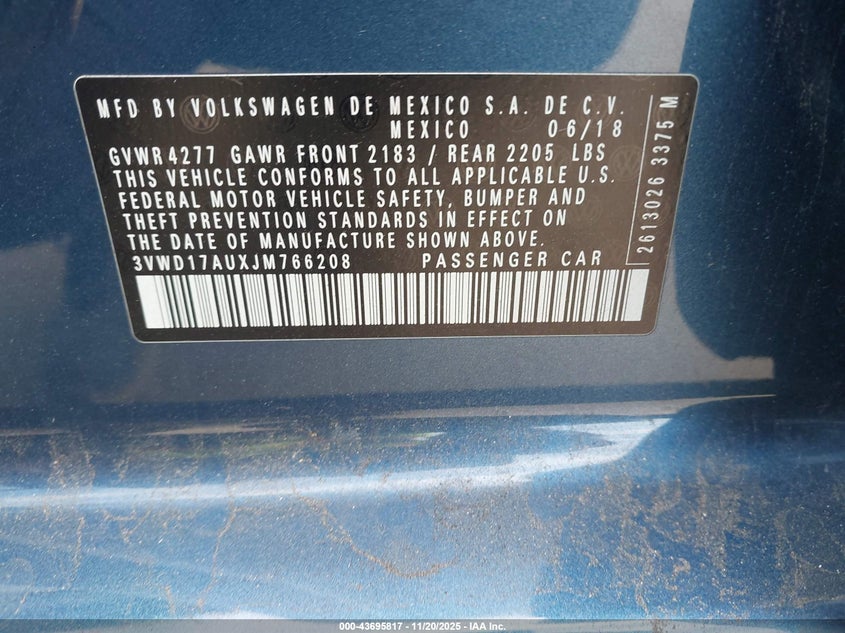 MFD BY VOLKSWAGEN DE MEXICO S.A. DE C.V.
MEXICO 06/18
GVWR 4277 GAWR FRONT 2183 / REAR 2205 LBS
THIS VEHICLE CONFORMS TO ALL APPLICABLE U.S.
FEDERAL MOTOR VEHICLE SAFETY, BUMPER AND
THEFT PREVENTION STANDARDS IN EFFECT ON
THE DATE OF MANUFACTURE SHOWN ABOVE.
3VWD17AUXJM766208 PASSENGER CAR
2613026 3375 M
000-43695817 - 11/20/2025 - IAA Inc.